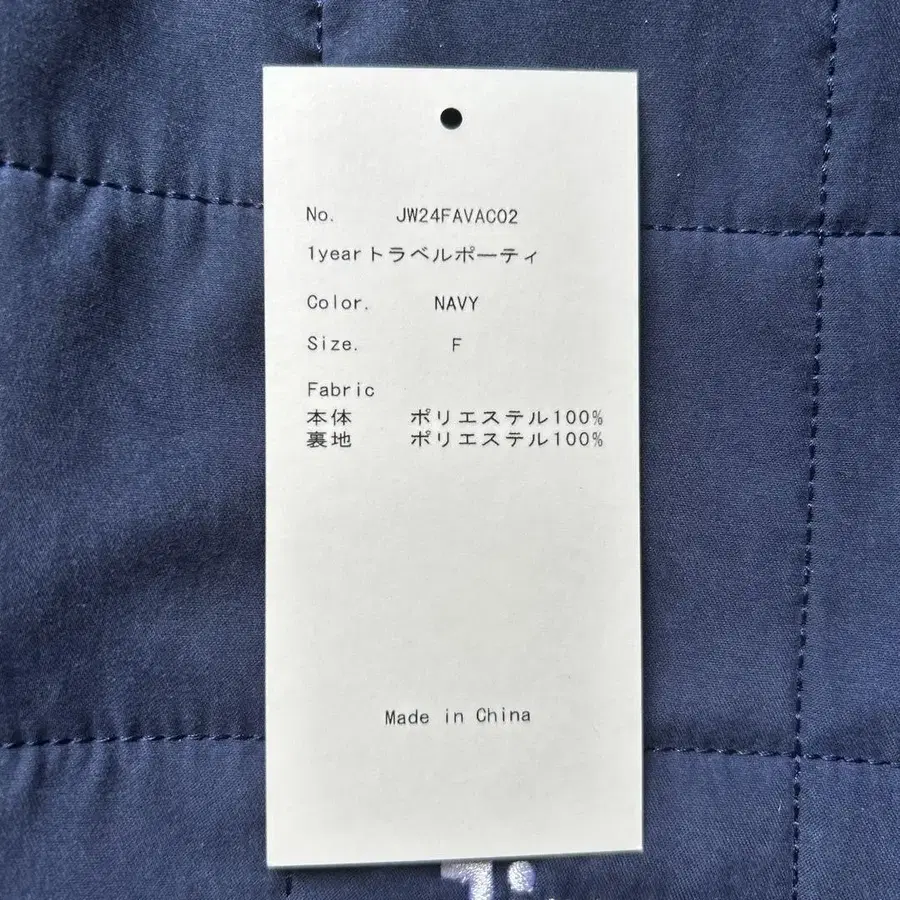 No. JW24FAVAC02
1yearトラベルポーティ
Color. NAVY
Size. F
Fabric
本体 ポリエステル100%
裏地 ポリエステル100%
Made in China